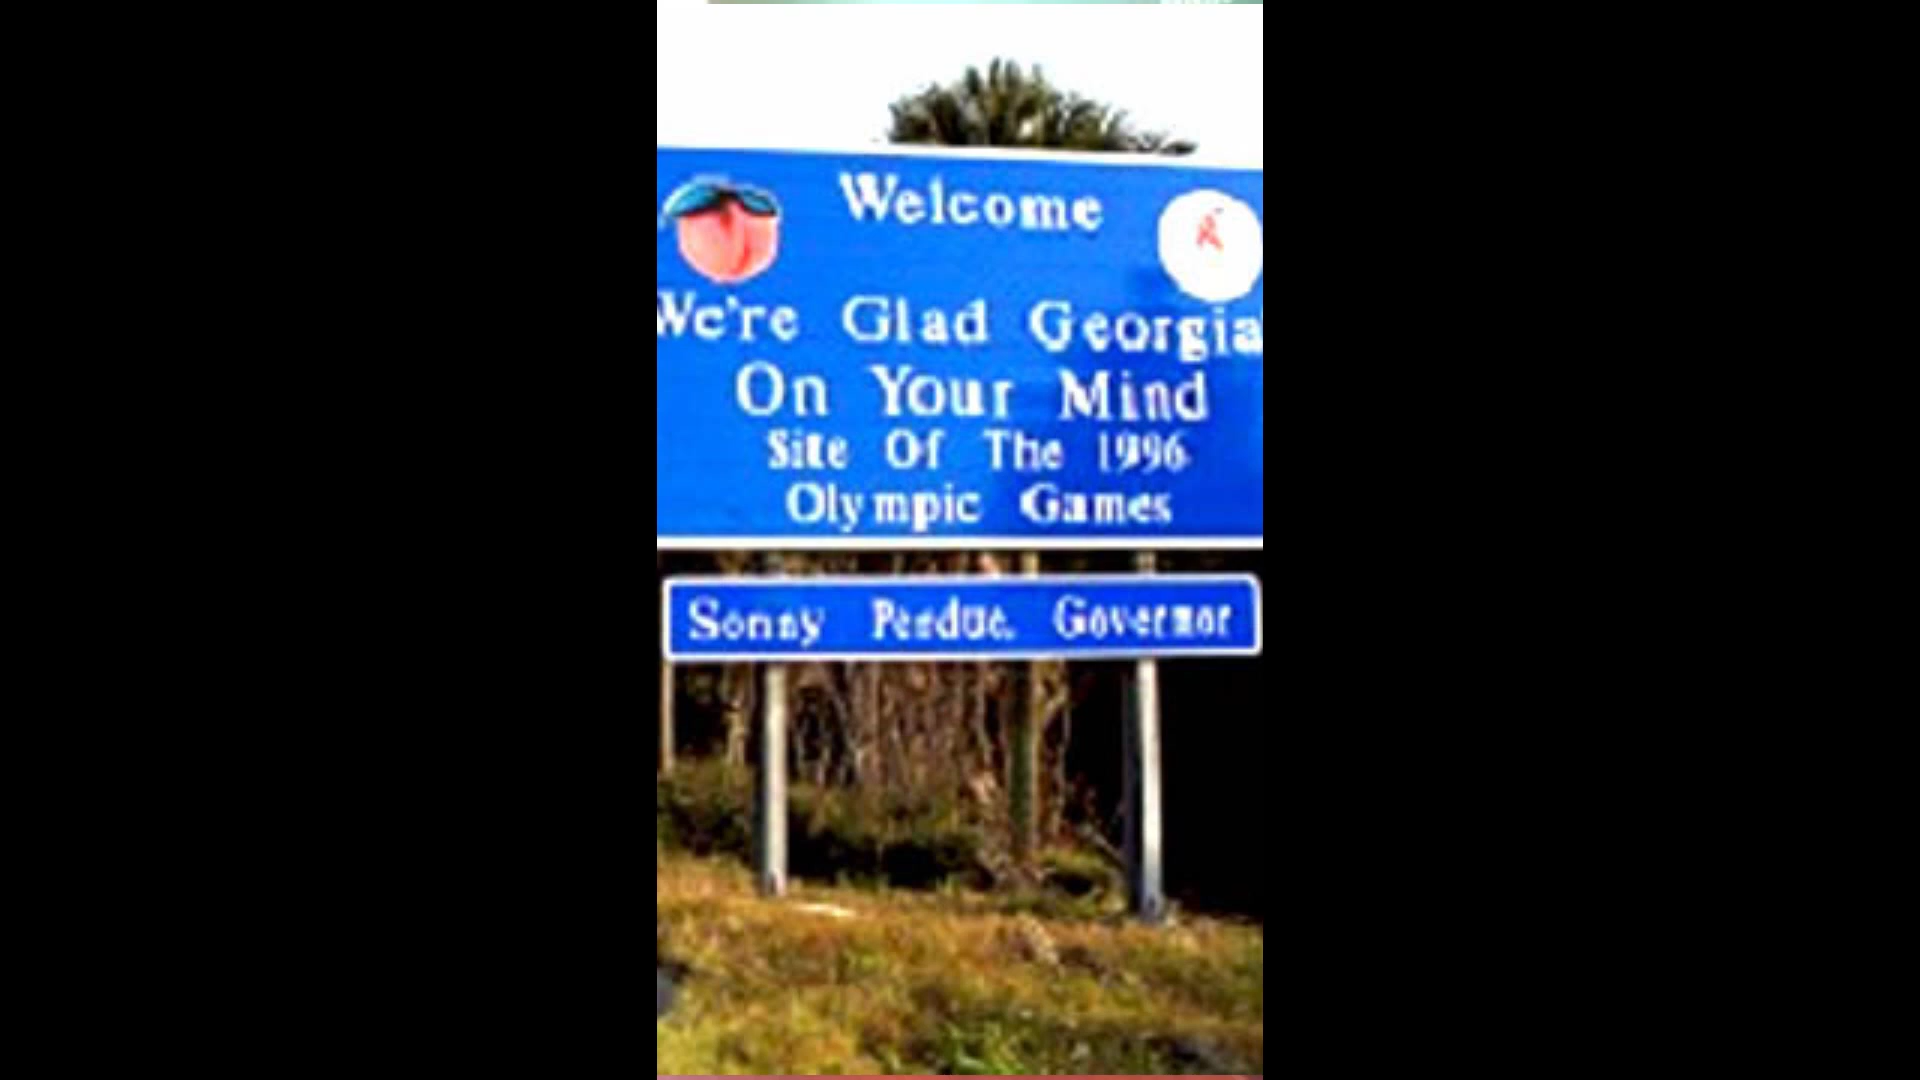 Welcome
We're Glad Georgia
On Your Mind
Site Of The 1996
Olympic Games
Sonny Perdue, Governor